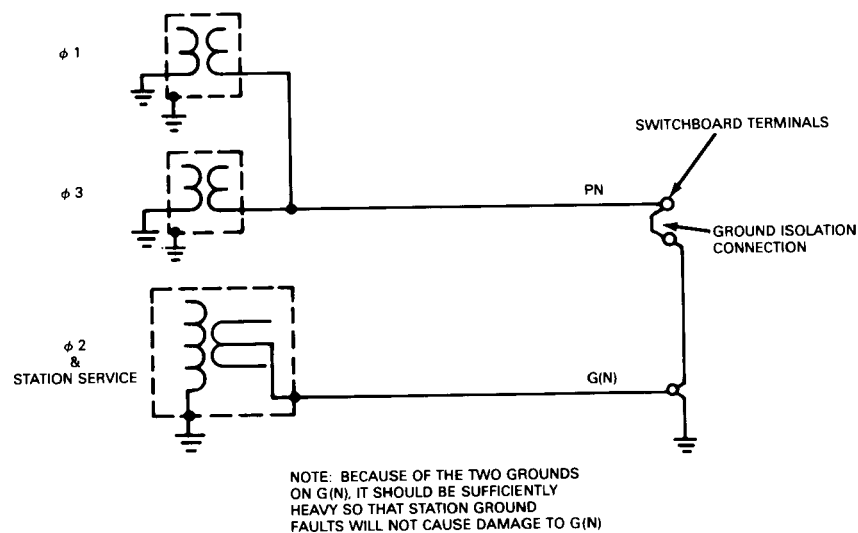 φ 1
SWITCHBOARD TERMINALS
φ 3
PN
GROUND ISOLATION
CONNECTION
φ 2
&
STATION SERVICE
G(N)
NOTE: BECAUSE OF THE TWO GROUNDS
ON G(N), IT SHOULD BE SUFFICIENTLY
HEAVY SO THAT STATION GROUND
FAULTS WILL NOT CAUSE DAMAGE TO G(N)